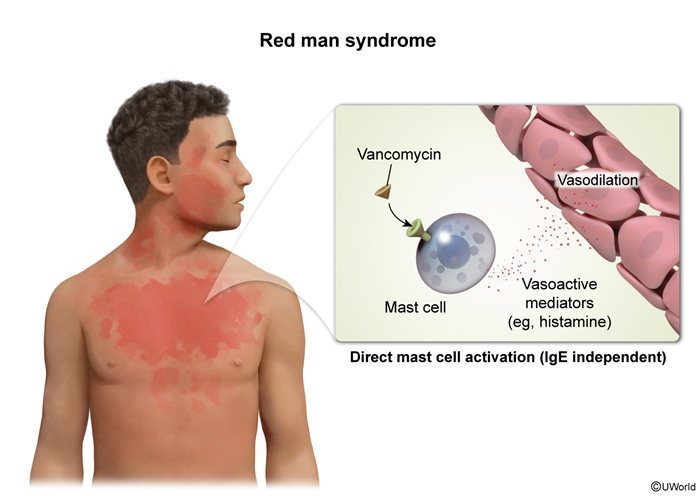 Red man syndrome
Vancomycin
Vasodilation
Mast cell
Vasoactive
mediators
(eg, histamine)
Direct mast cell activation (IgE independent)
©UWorld